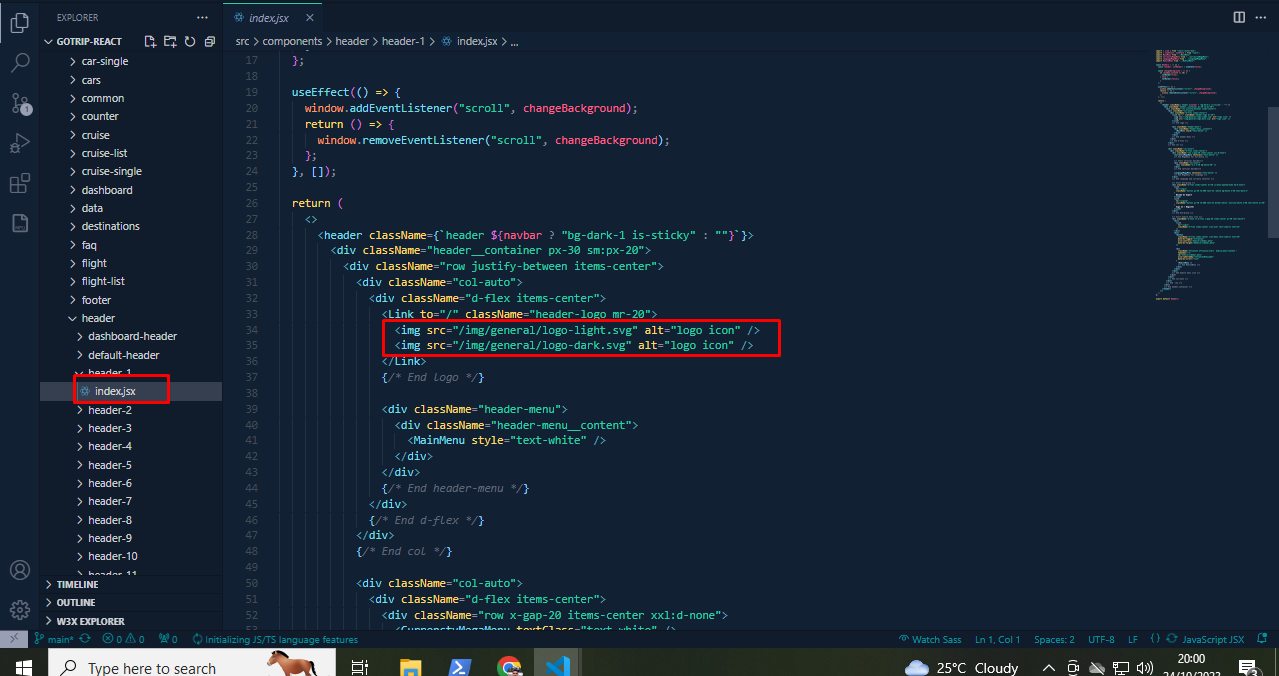 EXPLORER
GOTRIP-REACT
car-single
cars
common
counter
cruise
cruise-list
cruise-single
dashboard
data
destinations
faq
flight
flight-list
footer
header
dashboard-header
default-header
header-1
index.jsx
header-2
header-3
header-4
header-5
header-6
header-7
header-8
header-9
header-10
header-11
TIMELINE
OUTLINE
W3X EXPLORER
1
index.jsx
src > components > header > header-1 > index.jsx > ...
17 };
18
19 useEffect(() => {
20 window.addEventListener("scroll", changeBackground);
21 return () => {
22 window.removeEventListener("scroll", changeBackground);
23 };
24 }, []);
25
26 return (
27 <>
28 <header className={`header ${navbar ? "bg-dark-1 is-sticky" : ""}`}>
29 <div className="header__container px-30 sm:px-20">
30 <div className="row justify-between items-center">
31 <div className="col-auto">
32 <div className="d-flex items-center">
33 <Link to="/" className="header-logo mr-20">
34 <img src="/img/general/logo-light.svg" alt="logo icon" />
35 <img src="/img/general/logo-dark.svg" alt="logo icon" />
36 </Link>
37 {/* End logo */}
38
39 <div className="header-menu">
40 <div className="header-menu__content">
41 <MainMenu style="text-white" />
42 </div>
43 </div>
44 {/* End header-menu */}
45 </div>
46 {/* End d-flex */}
47 </div>
48 {/* End col */}
49
50 <div className="col-auto">
51 <div className="d-flex items-center">
52 <div className="row x-gap-20 items-center xxl:d-none">
53 <CurrenctyMegaMenu textClass="text-white" />
main* 0 0 0 Initializing JS/TS language features Watch Sass Ln 1, Col 1 Spaces: 2 UTF-8 LF {} JavaScript JSX
Type here to search 25°C Cloudy 20:00
24/10/2023
3